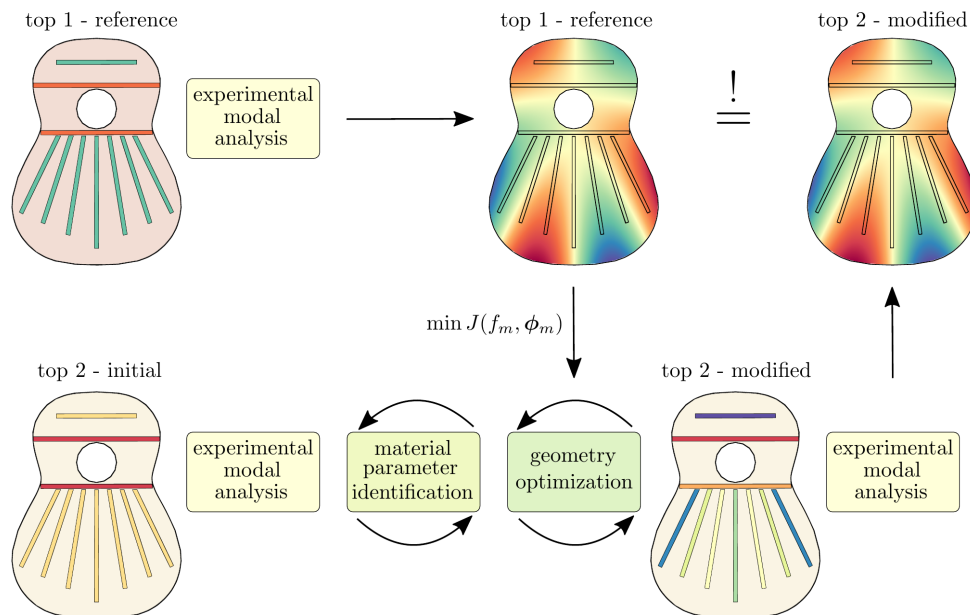 top 1 - reference
top 1 - reference
top 2 - modified
experimental
modal
analysis
!
=
min J(f_m, ϕ_m)
top 2 - initial
top 2 - modified
experimental
modal
analysis
material
parameter
identification
geometry
optimization
experimental
modal
analysis